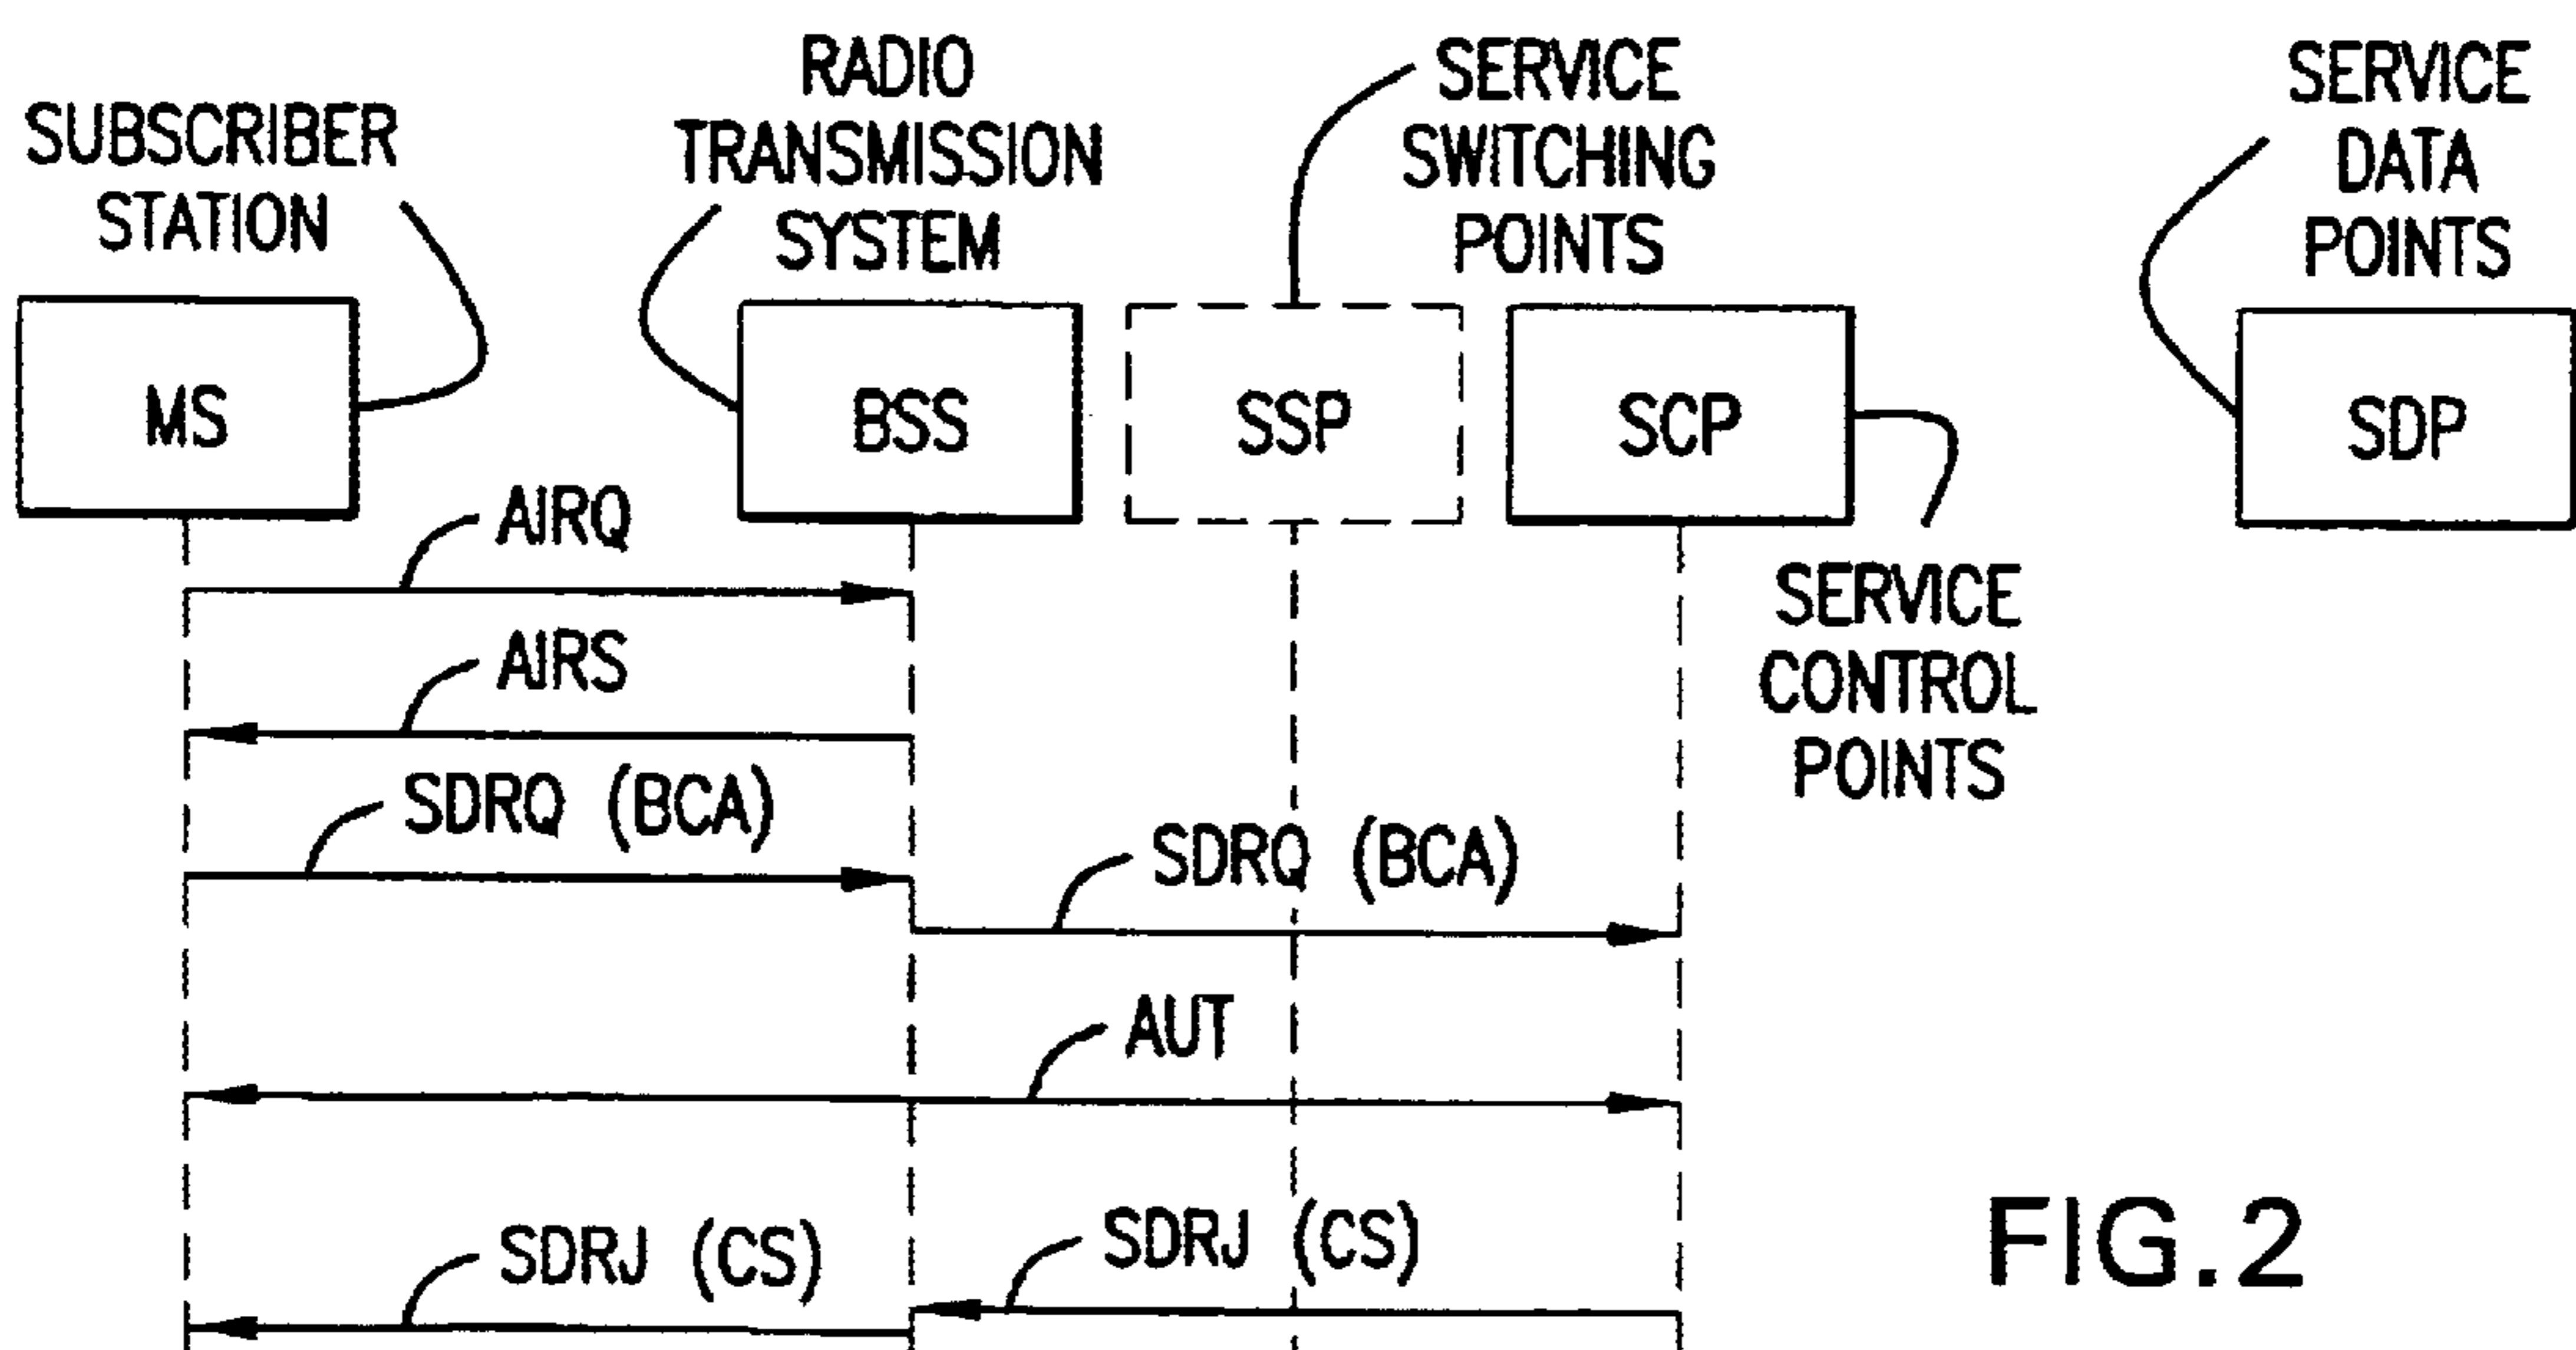 SUBSCRIBER
STATION
RADIO
TRANSMISSION
SYSTEM
SERVICE
SWITCHING
POINTS
SERVICE
DATA
POINTS
MS
BSS
SSP
SCP
SDP
SERVICE
CONTROL
POINTS
AIRQ
AIRS
SDRQ (BCA)
SDRQ (BCA)
AUT
SDRJ (CS)
SDRJ (CS)
FIG.2